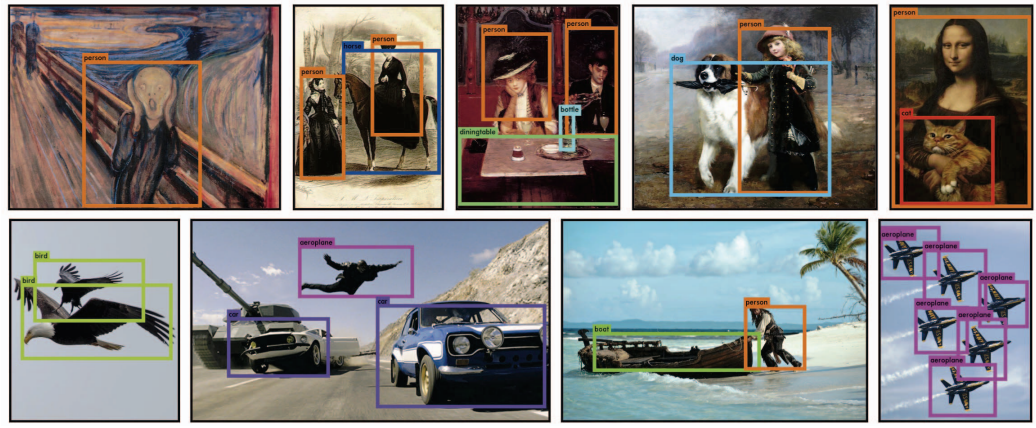 person
person
horse
person
person
person
bottle
diningtable
person
dog
person
cat
bird
bird
aeroplane
car
car
boat
person
aeroplane
aeroplane
aeroplane
aeroplane
aeroplane
aeroplane